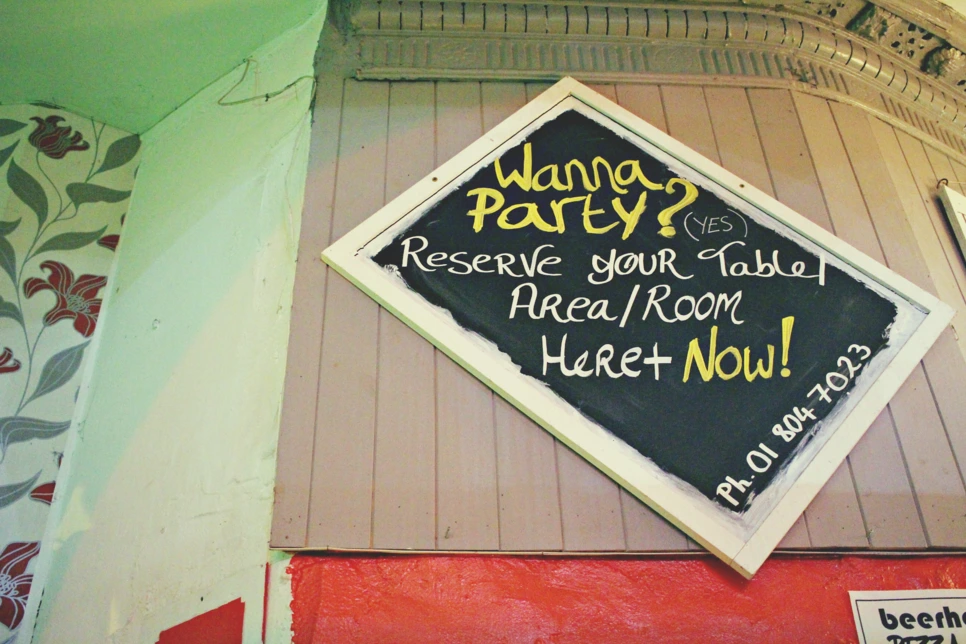 Wanna
Party? (YES)
Reserve your Table/
Area/Room
Here+ Now!
Ph. 01 804 7023